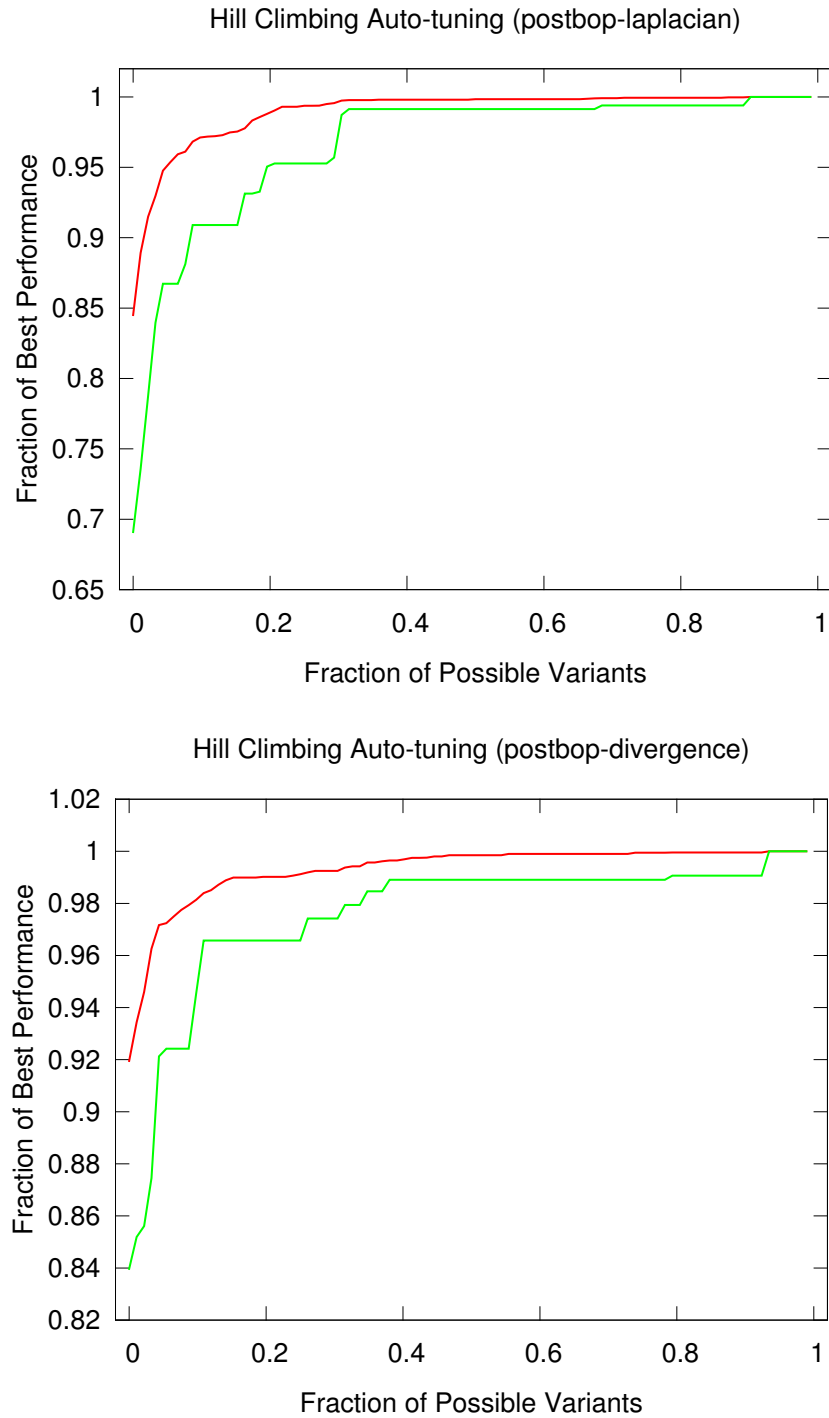 Hill Climbing Auto-tuning (postbop-laplacian)
1
0.95
0.9
0.85
0.8
0.75
0.7
0.65
Fraction of Best Performance
0 0.2 0.4 0.6 0.8 1
Fraction of Possible Variants
Hill Climbing Auto-tuning (postbop-divergence)
1.02
1
0.98
0.96
0.94
0.92
0.9
0.88
0.86
0.84
0.82
Fraction of Best Performance
0 0.2 0.4 0.6 0.8 1
Fraction of Possible Variants